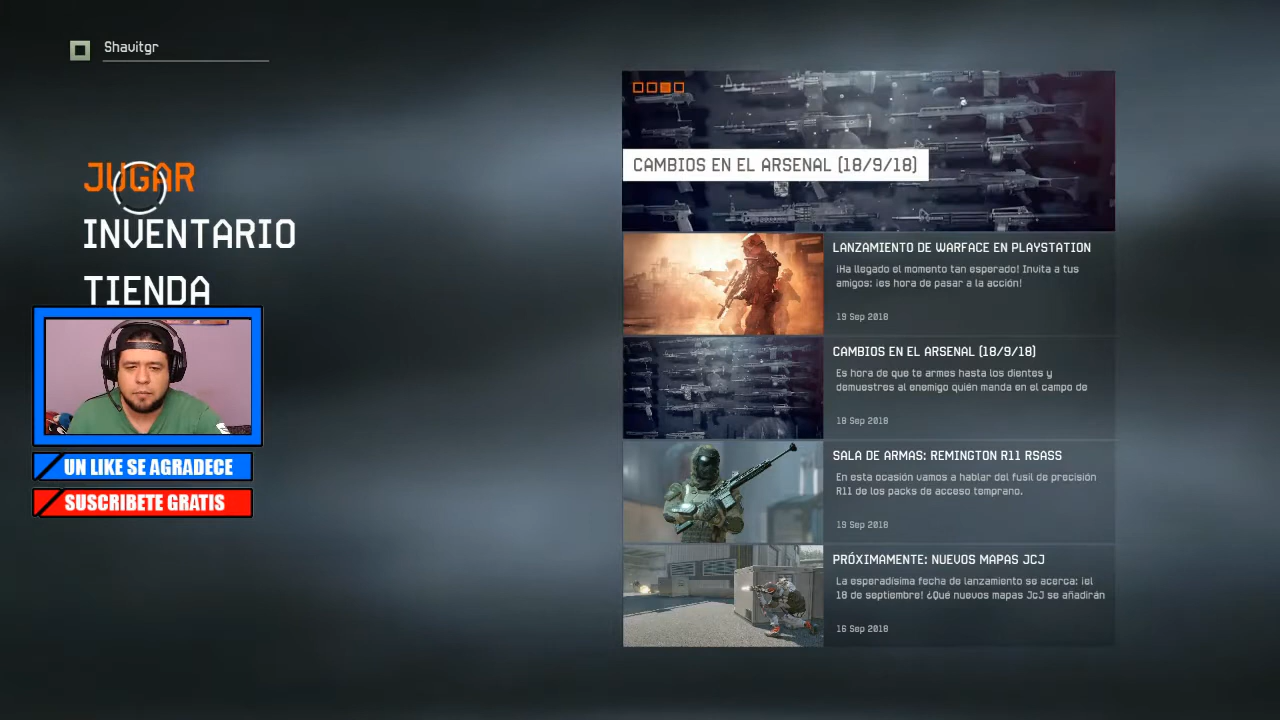 Shavitgr
JUGAR
INVENTARIO
TIENDA
UN LIKE SE AGRADECE
SUSCRIBETE GRATIS
CAMBIOS EN EL ARSENAL (18/9/18)
LANZAMIENTO DE WARFACE EN PLAYSTATION
¡Ha llegado el momento tan esperado! Invita a tus
amigos: ¡es hora de pasar a la acción!
19 Sep 2018
CAMBIOS EN EL ARSENAL (18/9/18)
Es hora de que te armes hasta los dientes y
demuestres al enemigo quién manda en el campo de
18 Sep 2018
SALA DE ARMAS: REMINGTON R11 RSASS
En esta ocasión vamos a hablar del fusil de precisión
R11 de los packs de acceso temprano.
19 Sep 2018
PRÓXIMAMENTE: NUEVOS MAPAS JCJ
La esperadísima fecha de lanzamiento se acerca: ¡el
18 de septiembre! ¿Qué nuevos mapas JcJ se añadirán
16 Sep 2018